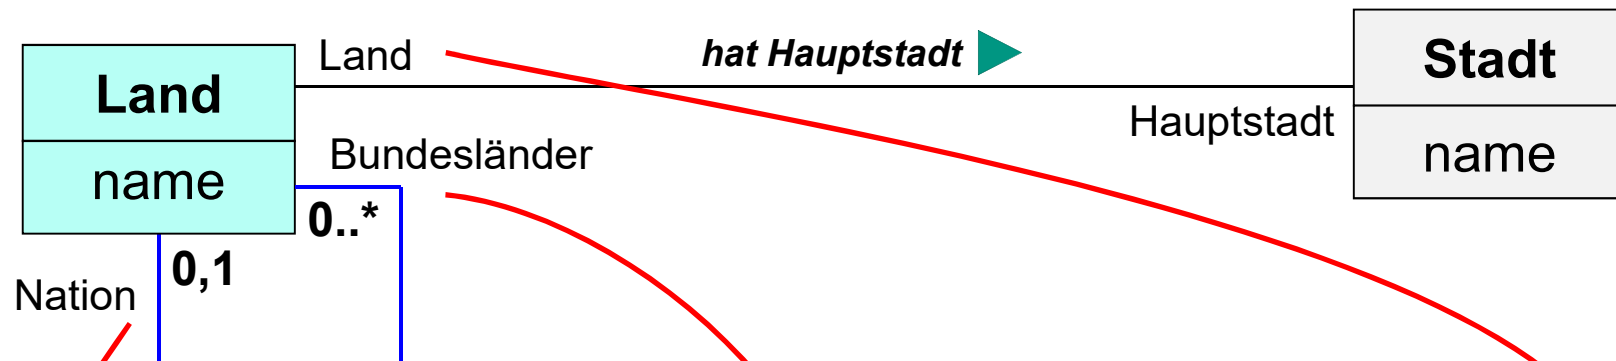 Land
name
Land
hat Hauptstadt
Stadt
name
Hauptstadt
Bundesländer
0..*
0,1
Nation